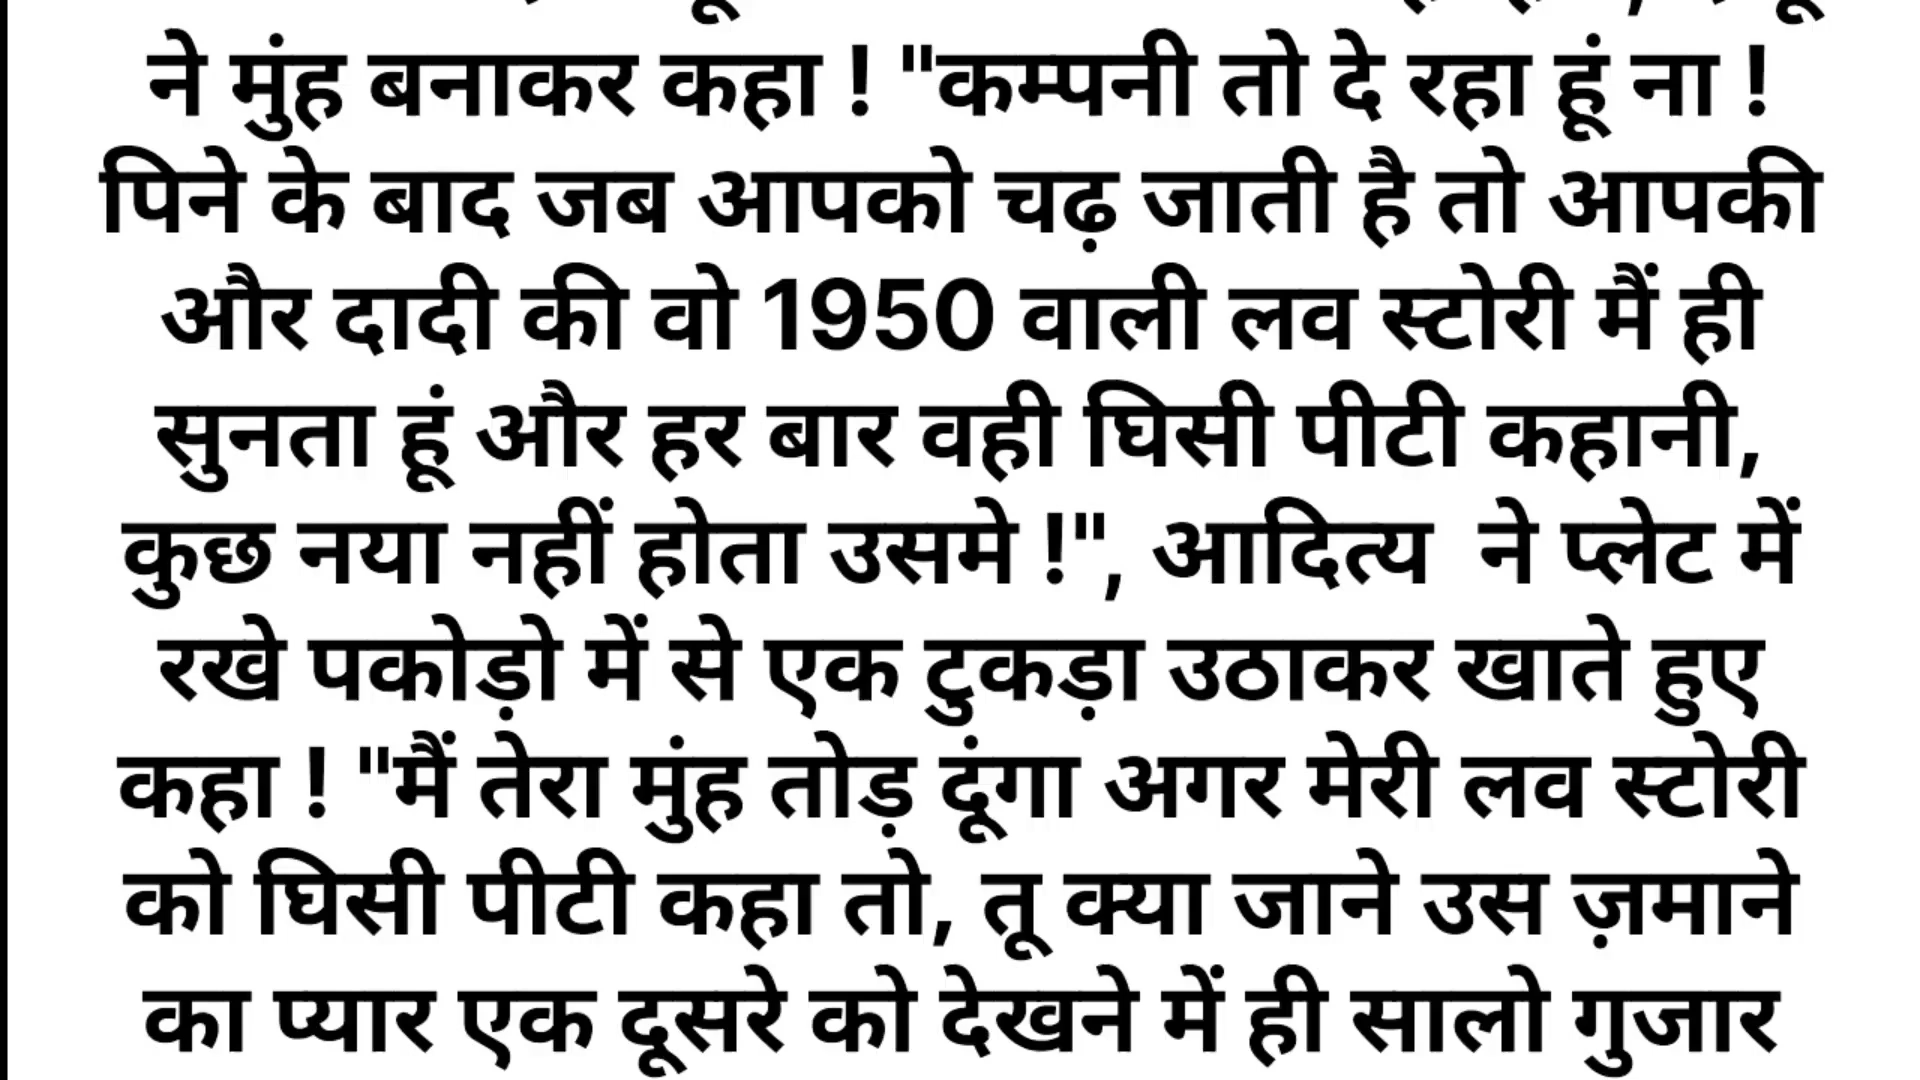 ने मुंह बनाकर कहा ! "कम्पनी तो दे रहा हूं ना !
पिने के बाद जब आपको चढ़ जाती है तो आपकी
और दादी की वो 1950 वाली लव स्टोरी मैं ही
सुनता हूं और हर बार वही घिसी पीटी कहानी,
कुछ नया नहीं होता उसमे !", आदित्य  ने प्लेट में
रखे पकोड़ो में से एक टुकड़ा उठाकर खाते हुए
कहा ! "मैं तेरा मुंह तोड़ दूंगा अगर मेरी लव स्टोरी
को घिसी पीटी कहा तो, तू क्या जाने उस ज़माने
का प्यार एक दूसरे को देखने में ही सालो गुजार